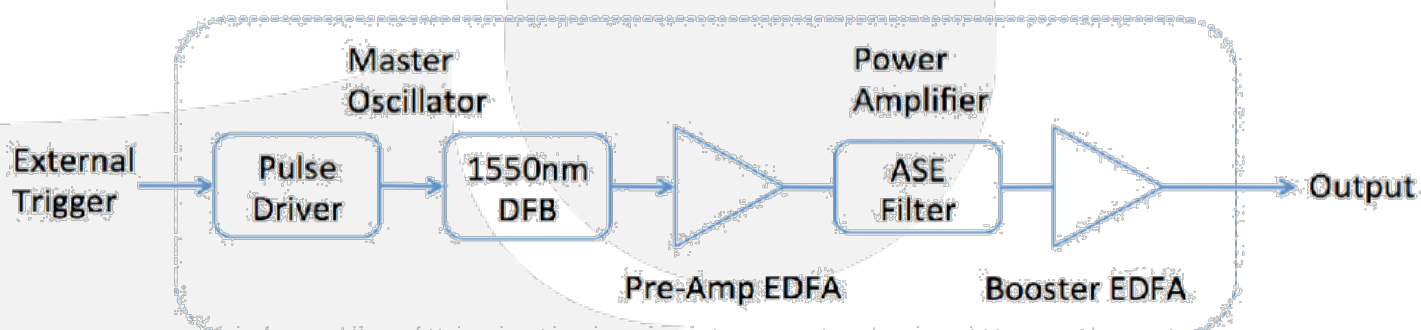 Master
Oscillator
Power
Amplifier
External
Trigger
Pulse
Driver
1550nm
DFB
ASE
Filter
Output
Pre-Amp EDFA
Booster EDFA